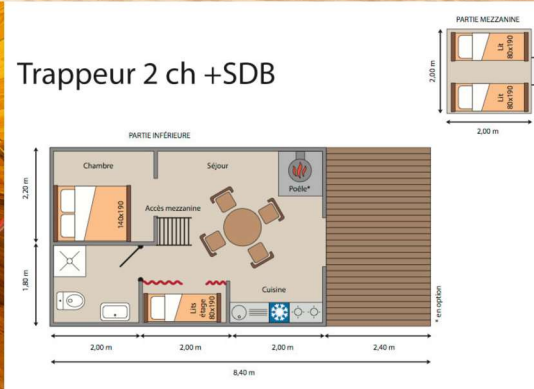 Trappeur 2 ch +SDB
PARTIE MEZZANINE
2,00 m
Lit
80x190
Lit
80x190
2,00 m
PARTIE INFÉRIEURE
2,20 m
1,80 m
Chambre
Séjour
Poêle*
140x190
Accès mezzanine
Cuisine
Lits
étage
80x190
* en option
2,00 m
2,00 m
2,00 m
2,40 m
8,40 m